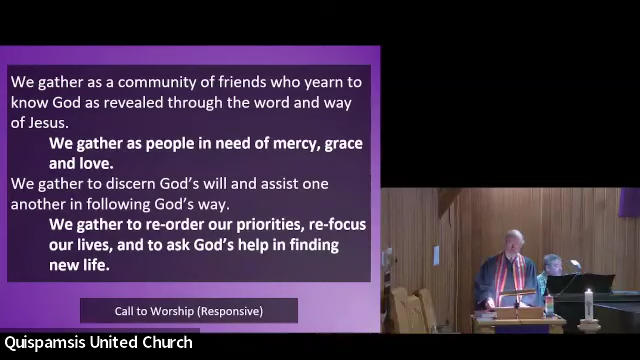 We gather as a community of friends who yearn to
know God as revealed through the word and way
of Jesus.
We gather as people in need of mercy, grace
and love.
We gather to discern God's will and assist one
another in following God's way.
We gather to re-order our priorities, re-focus
our lives, and to ask God's help in finding
new life.
Call to Worship (Responsive)
Quispamsis United Church